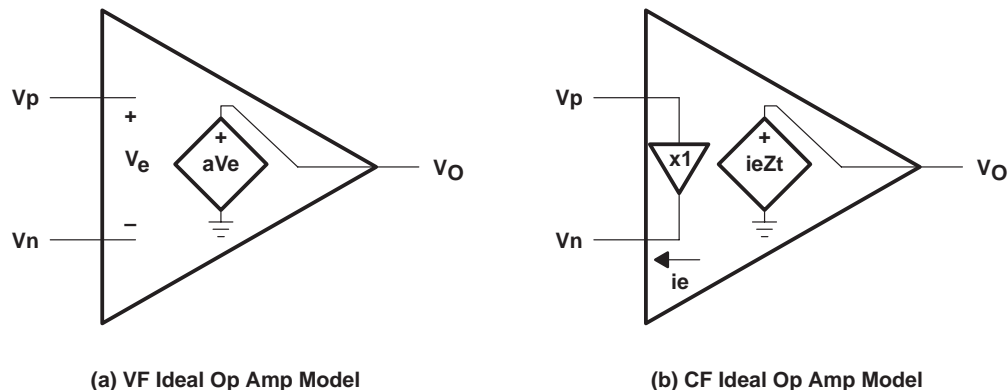 Vp
+
Ve
–
Vn
+
aVe
VO
(a) VF Ideal Op Amp Model
Vp
x1
Vn
ie
+
ieZt
VO
(b) CF Ideal Op Amp Model